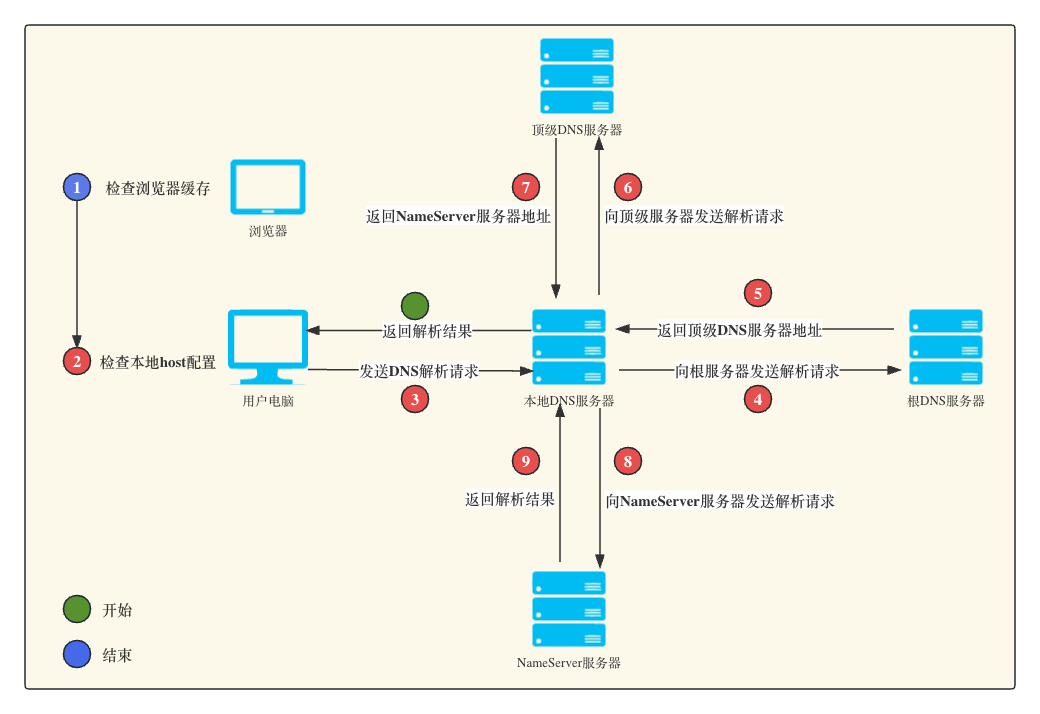 顶级DNS服务器
1
检查浏览器缓存
浏览器
7
6
返回NameServer服务器地址
向顶级服务器发送解析请求
5
返回解析结果
返回顶级DNS服务器地址
2
检查本地host配置
发送DNS解析请求
向根服务器发送解析请求
用户电脑
3
本地DNS服务器
4
根DNS服务器
9
8
返回解析结果
向NameServer服务器发送解析请求
开始
结束
NameServer服务器